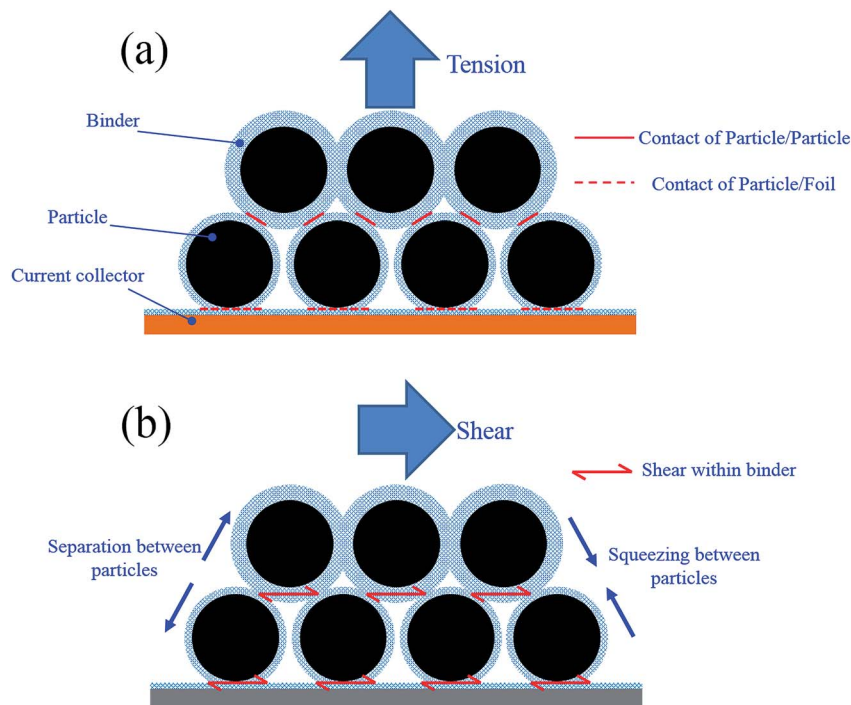 (a)
Tension
Binder
Contact of Particle/Particle
Contact of Particle/Foil
Particle
Current collector
(b)
Shear
Shear within binder
Separation between
particles
Squeezing between
particles